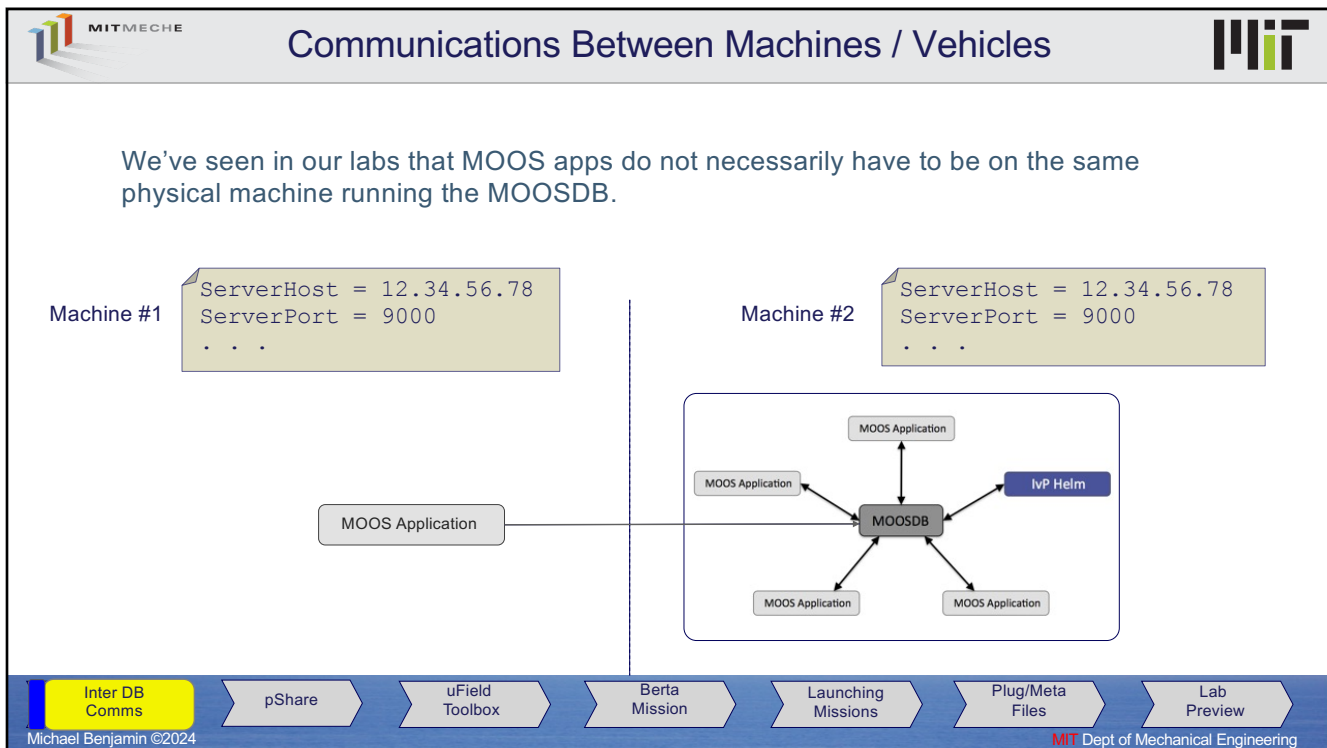 MITMECHE
Communications Between Machines / Vehicles
MIT
We've seen in our labs that MOOS apps do not necessarily have to be on the same
physical machine running the MOOSDB.
Machine #1
ServerHost = 12.34.56.78
ServerPort = 9000
. . .
Machine #2
ServerHost = 12.34.56.78
ServerPort = 9000
. . .
MOOS Application
MOOS Application
MOOS Application
IvP Helm
MOOSDB
MOOS Application
MOOS Application
Inter DB
Comms
pShare
uField
Toolbox
Berta
Mission
Launching
Missions
Plug/Meta
Files
Lab
Preview
Michael Benjamin ©2024
MIT Dept of Mechanical Engineering